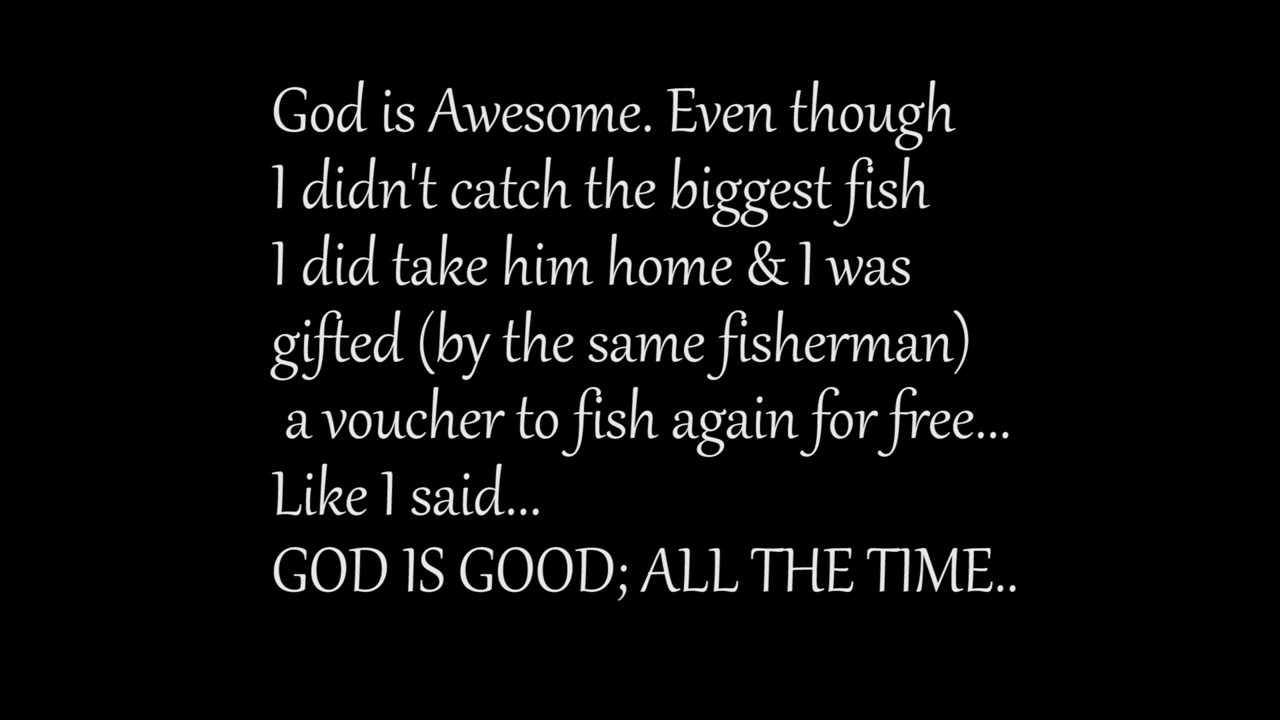 God is Awesome. Even though
I didn't catch the biggest fish
I did take him home & I was
gifted (by the same fisherman)
a voucher to fish again for free...
Like I said...
GOD IS GOOD; ALL THE TIME..